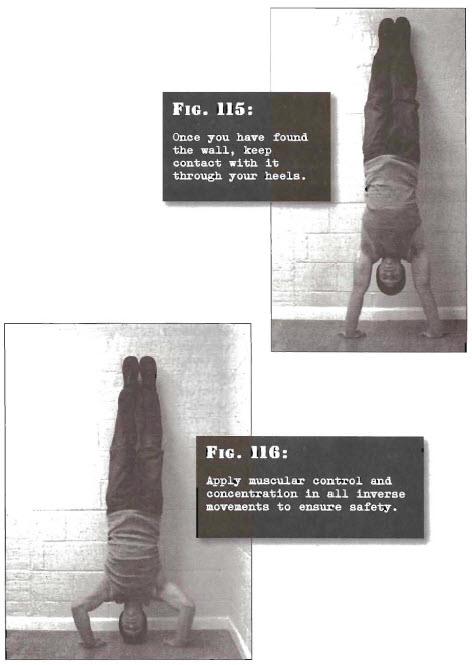 FIG. 115:
Once you have found
the wall, keep
contact with it
through your heels.
FIG. 116:
Apply muscular control and
concentration in all inverse
movements to ensure safety.